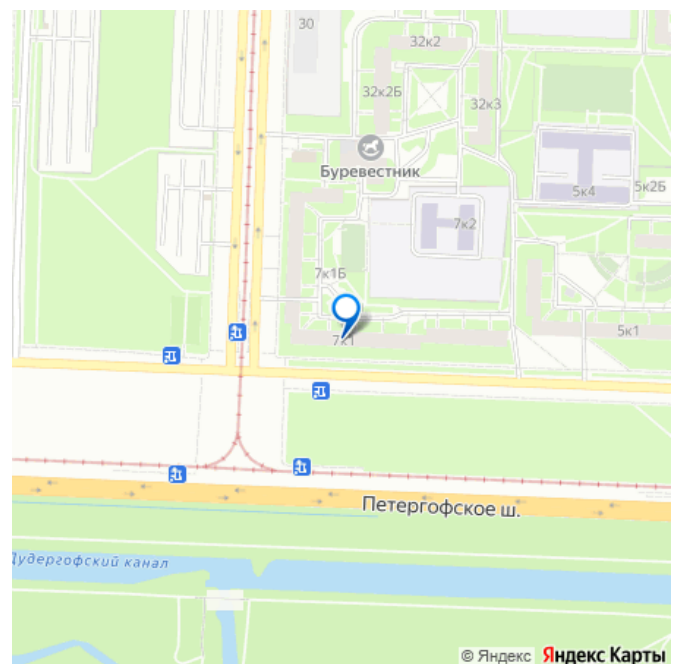 30
32к2
32к2Б
32к3
Буревестник
5к4
5к2Б
7к2
7к1Б
7к1
5к1
Петергофское ш.
Дудергофский канал
© Яндекс Яндекс Карты